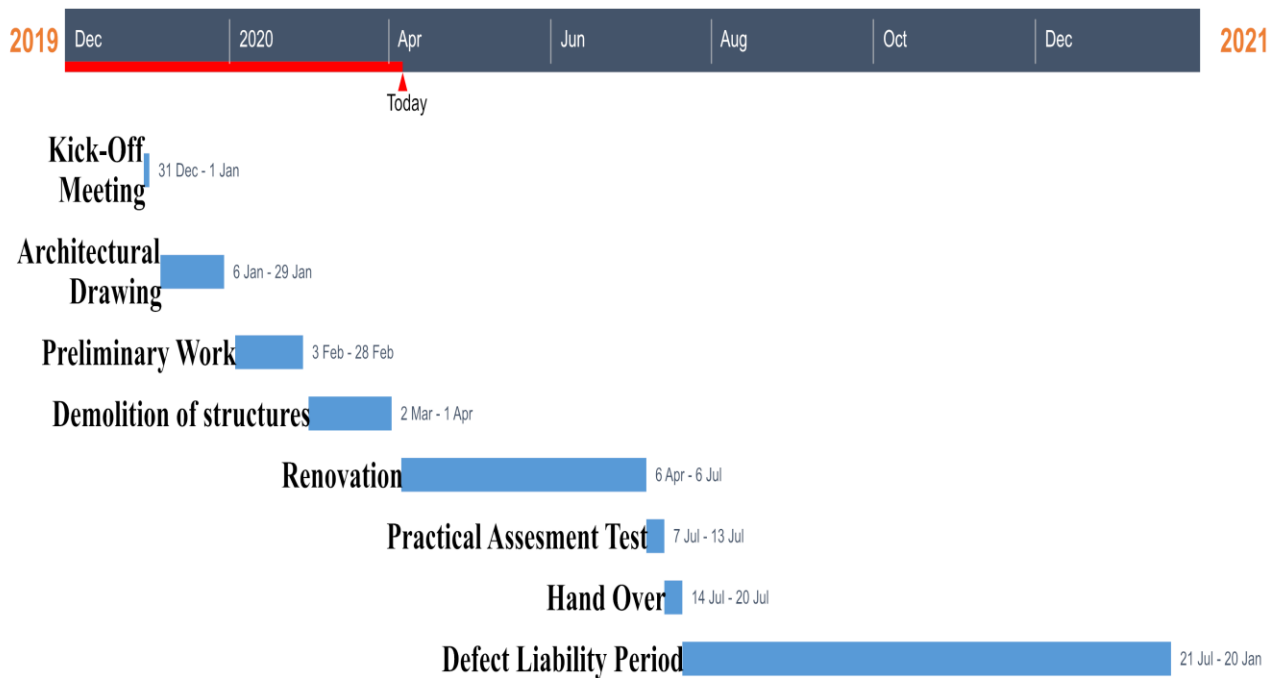 2019 Dec 2020 Apr Jun Aug Oct Dec 2021
Today
Kick-Off
Meeting
31 Dec - 1 Jan
Architectural
Drawing
6 Jan - 29 Jan
Preliminary Work
3 Feb - 28 Feb
Demolition of structures
2 Mar - 1 Apr
Renovation
6 Apr - 6 Jul
Practical Assesment Test
7 Jul - 13 Jul
Hand Over
14 Jul - 20 Jul
Defect Liability Period
21 Jul - 20 Jan